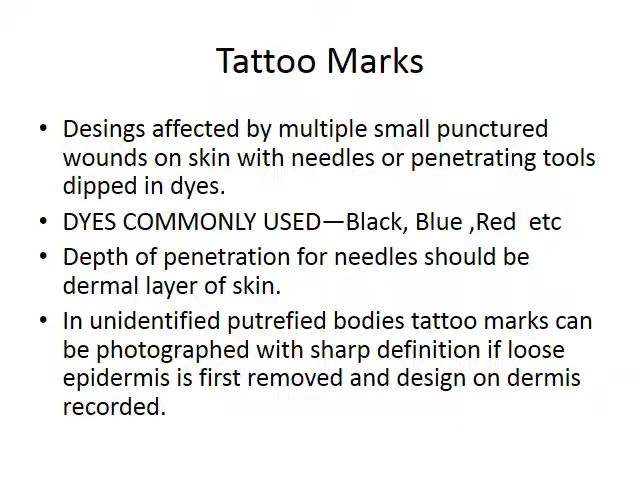 Tattoo Marks
• Desings affected by multiple small punctured
wounds on skin with needles or penetrating tools
dipped in dyes.
• DYES COMMONLY USED—Black, Blue ,Red  etc
• Depth of penetration for needles should be
dermal layer of skin.
• In unidentified putrefied bodies tattoo marks can
be photographed with sharp definition if loose
epidermis is first removed and design on dermis
recorded.